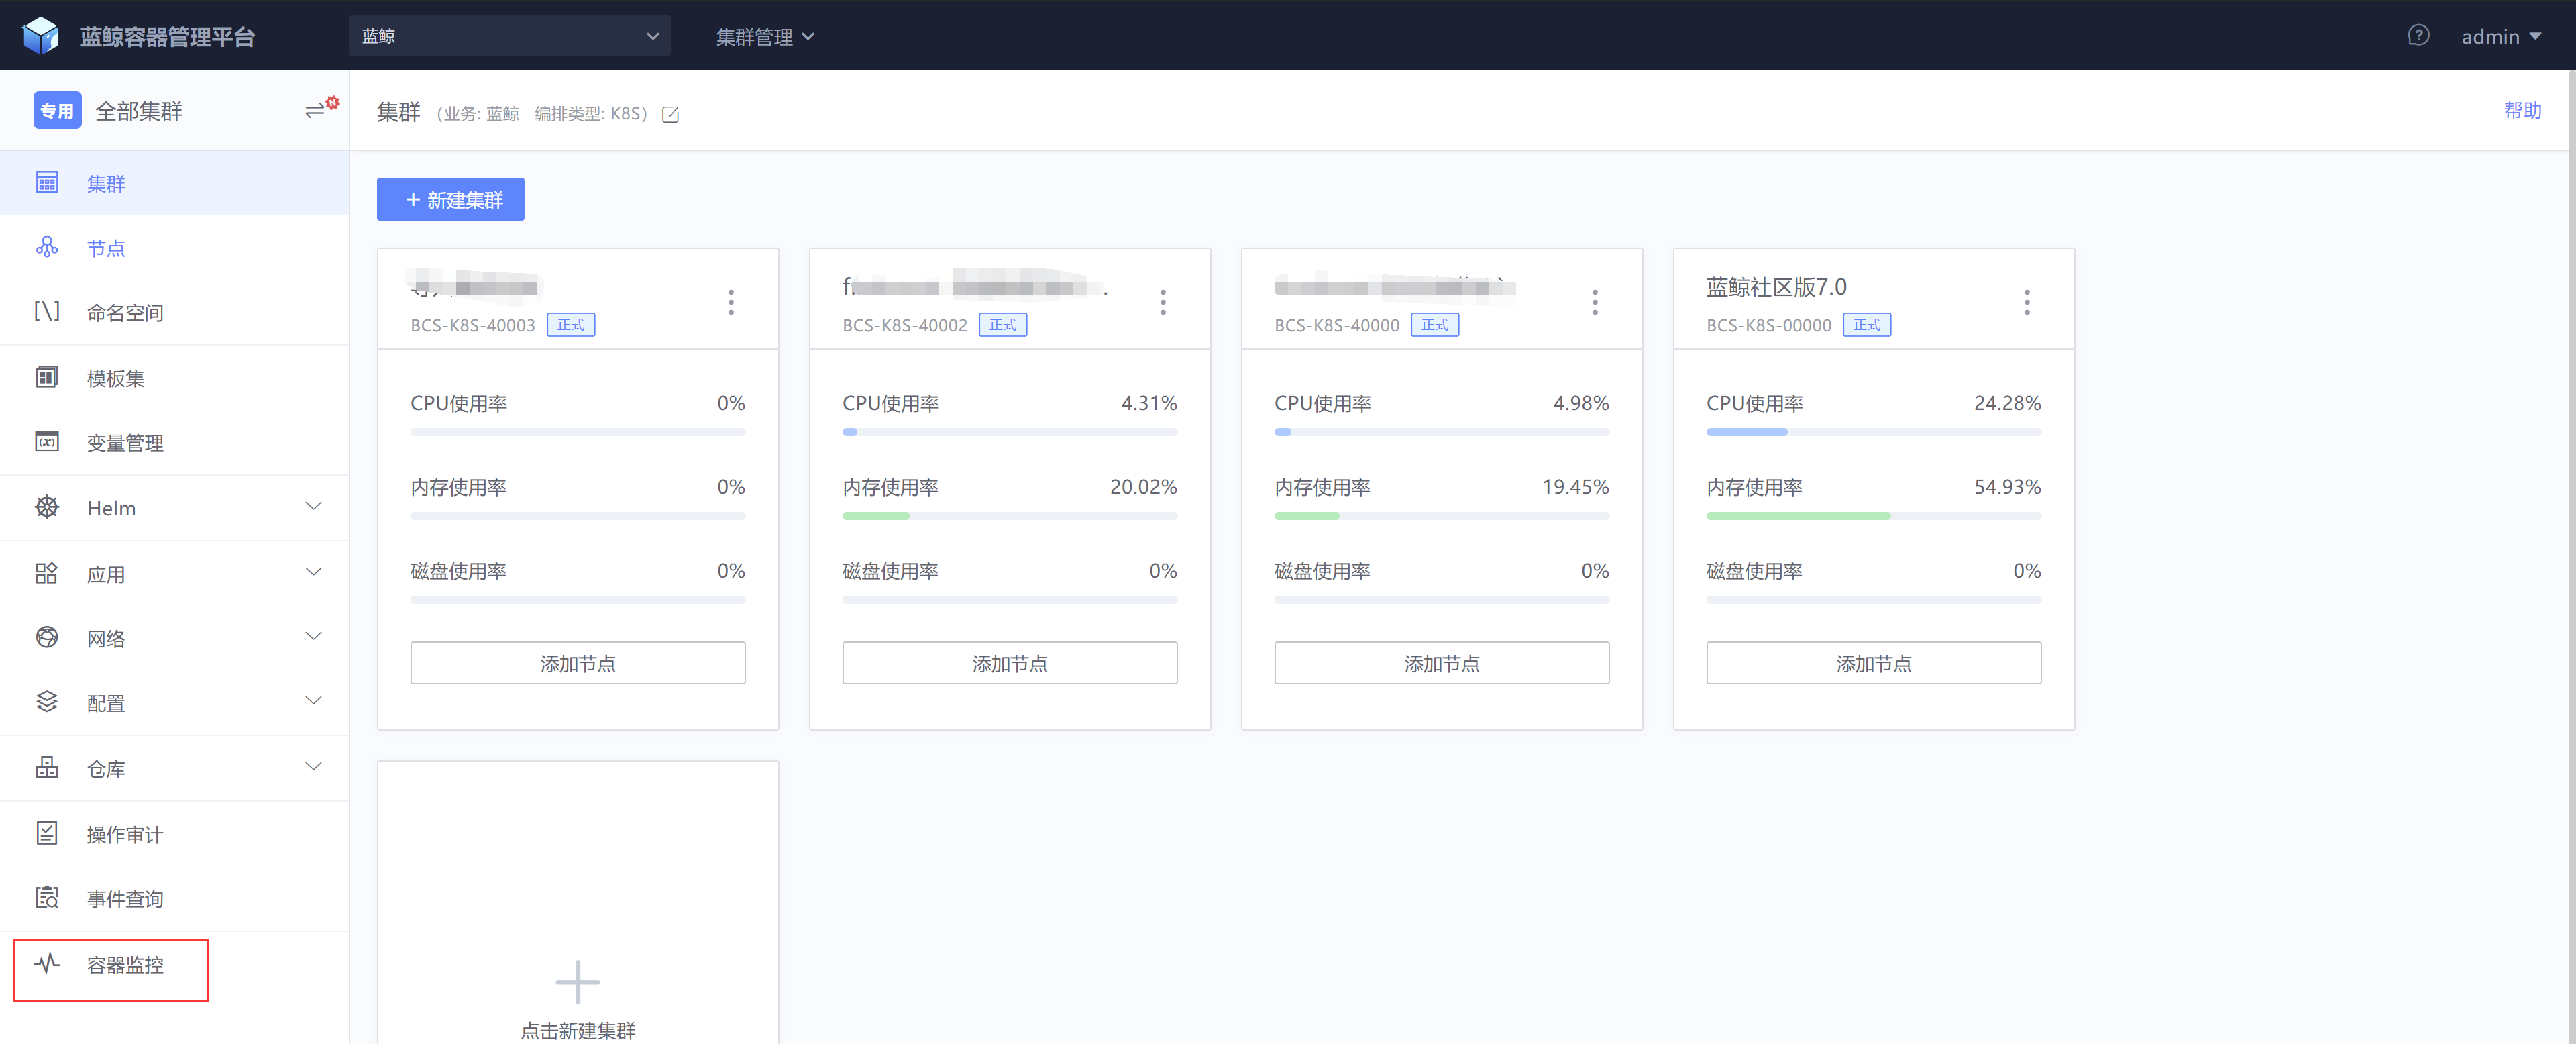 蓝鲸容器管理平台
蓝鲸
集群管理
admin
专用 全部集群
集群 (业务: 蓝鲸 编排类型: K8S)
帮助
集群
节点
命名空间
模板集
变量管理
Helm
应用
网络
配置
仓库
操作审计
事件查询
容器监控
+ 新建集群
BCS-K8S-40003 正式
CPU使用率 0%
内存使用率 0%
磁盘使用率 0%
添加节点
BCS-K8S-40002 正式
CPU使用率 4.31%
内存使用率 20.02%
磁盘使用率 0%
添加节点
BCS-K8S-40000 正式
CPU使用率 4.98%
内存使用率 19.45%
磁盘使用率 0%
添加节点
蓝鲸社区版7.0
BCS-K8S-00000 正式
CPU使用率 24.28%
内存使用率 54.93%
磁盘使用率 0%
添加节点
点击新建集群